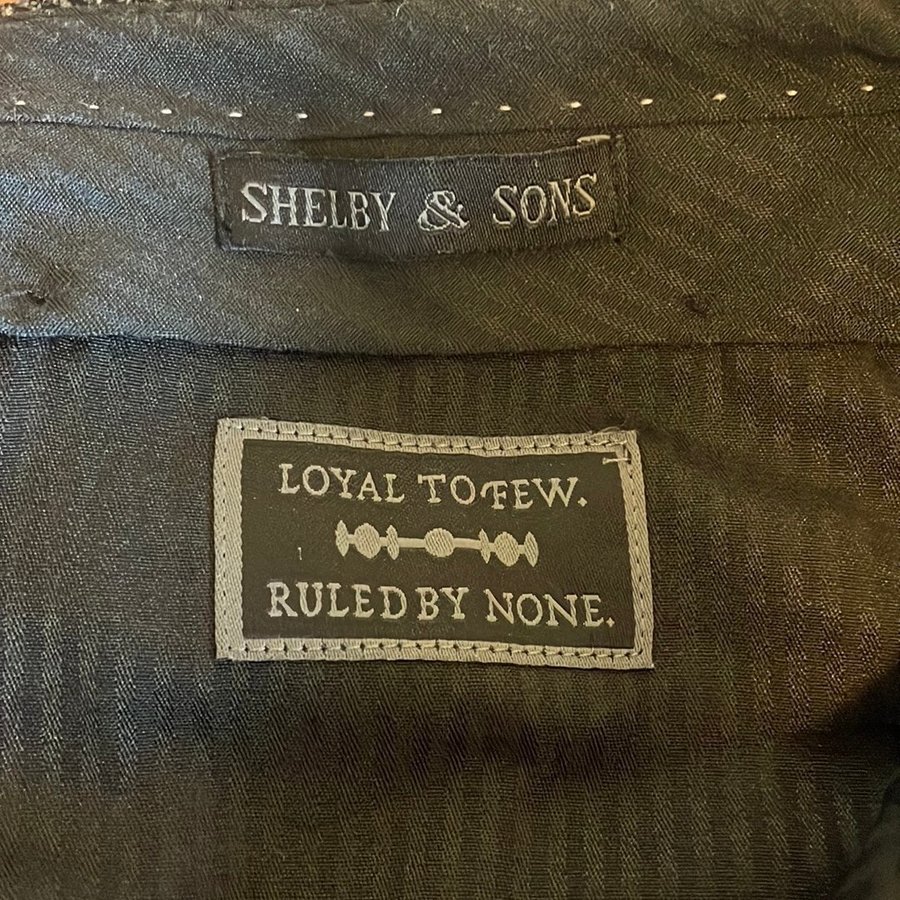 SHELBY & SONS
LOYAL TO FEW.
RULED BY NONE.